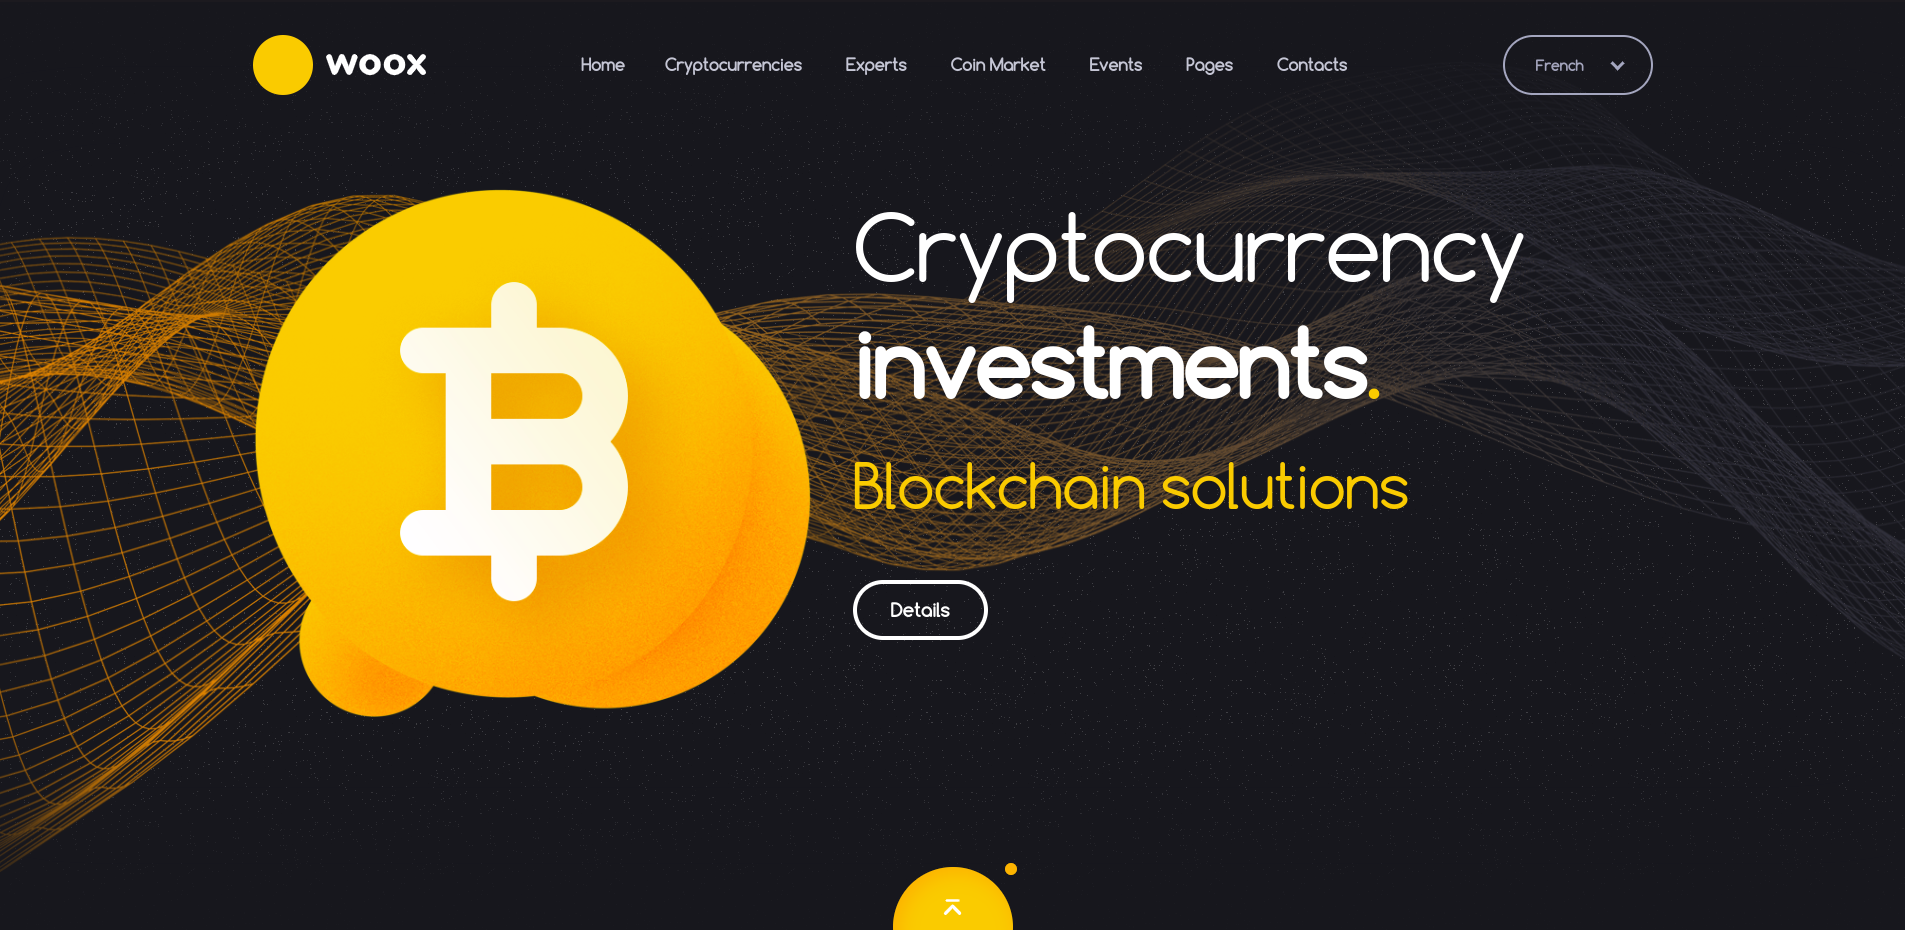 woox
Home Cryptocurrencies Experts Coin Market Events Pages Contacts
French
Cryptocurrency
investments.
Blockchain solutions
Details